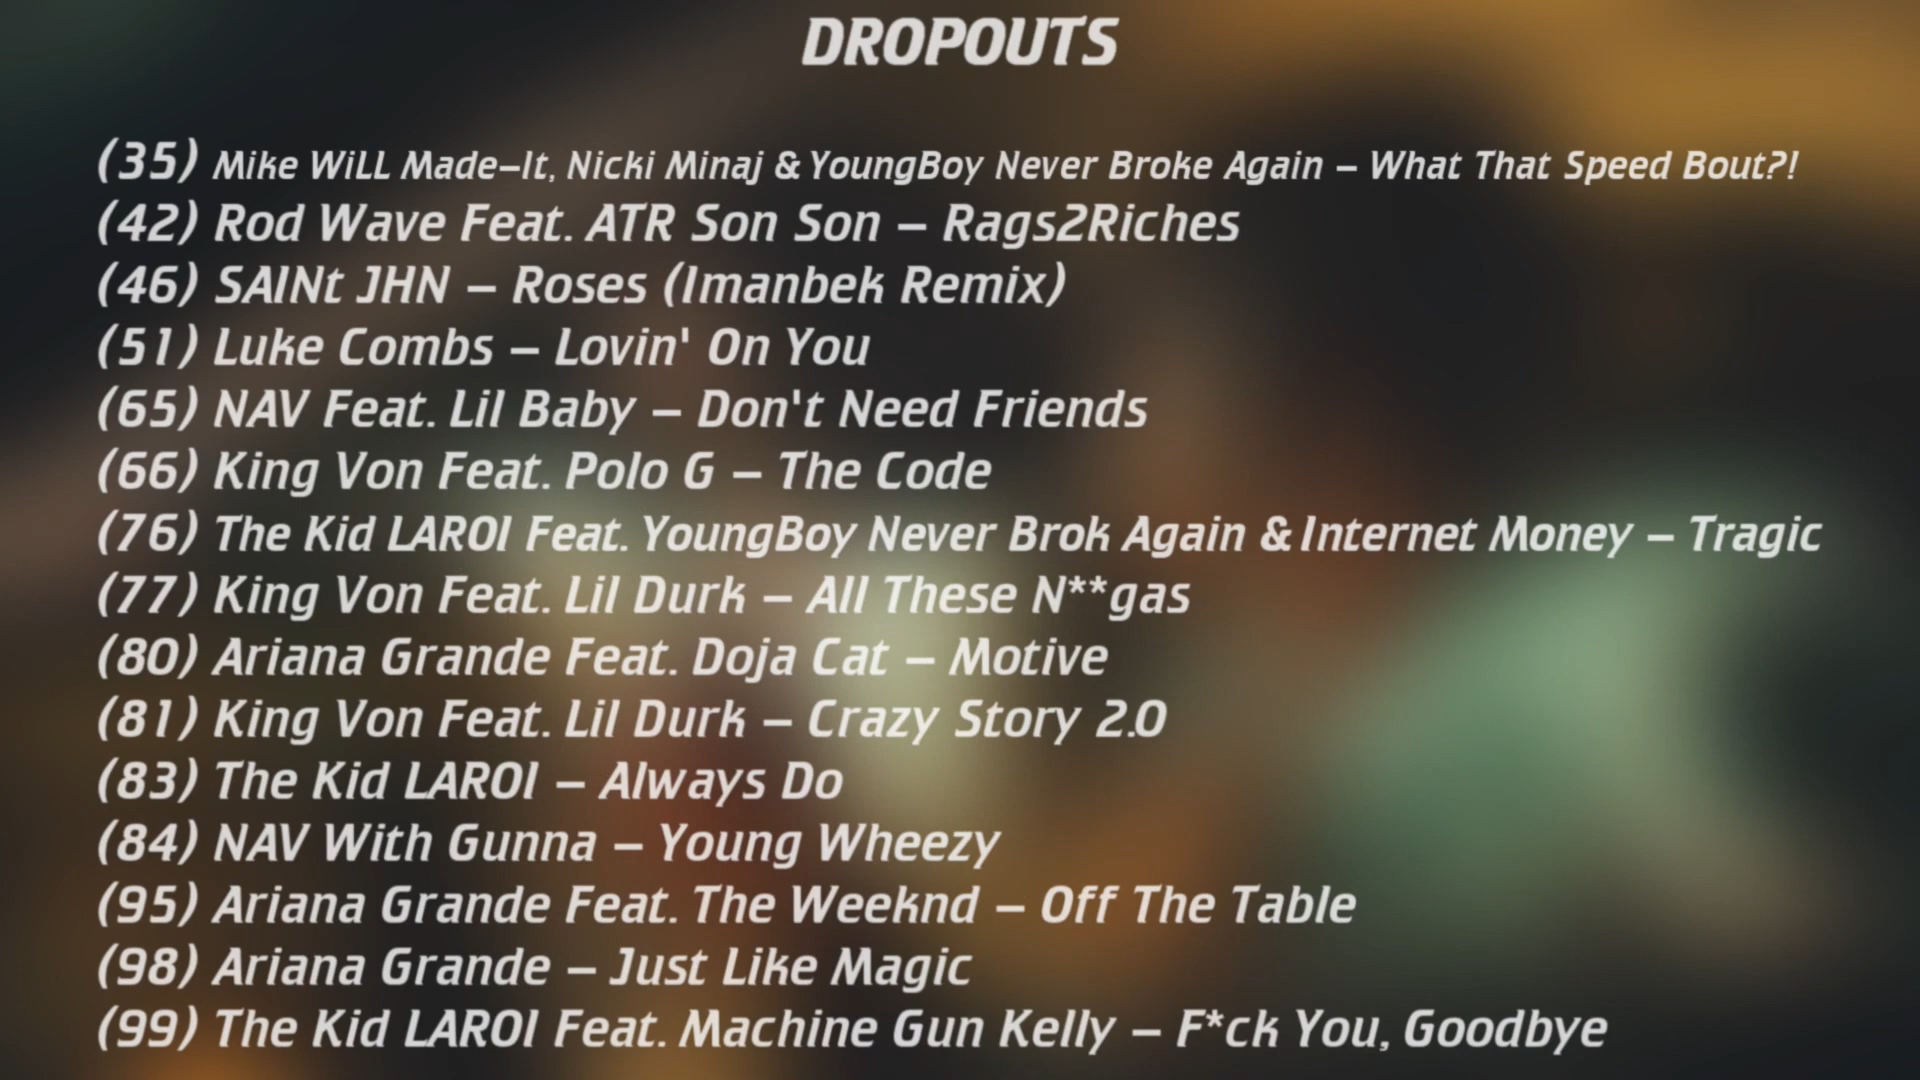 DROPOUTS
(35) Mike WiLL Made-It, Nicki Minaj & YoungBoy Never Broke Again - What That Speed Bout?!
(42) Rod Wave Feat. ATR Son Son - Rags2Riches
(46) SAINt JHN - Roses (Imanbek Remix)
(51) Luke Combs - Lovin' On You
(65) NAV Feat. Lil Baby - Don't Need Friends
(66) King Von Feat. Polo G - The Code
(76) The Kid LAROI Feat. YoungBoy Never Brok Again & Internet Money - Tragic
(77) King Von Feat. Lil Durk - All These N**gas
(80) Ariana Grande Feat. Doja Cat - Motive
(81) King Von Feat. Lil Durk - Crazy Story 2.0
(83) The Kid LAROI - Always Do
(84) NAV With Gunna - Young Wheezy
(95) Ariana Grande Feat. The Weeknd - Off The Table
(98) Ariana Grande - Just Like Magic
(99) The Kid LAROI Feat. Machine Gun Kelly - F*ck You, Goodbye